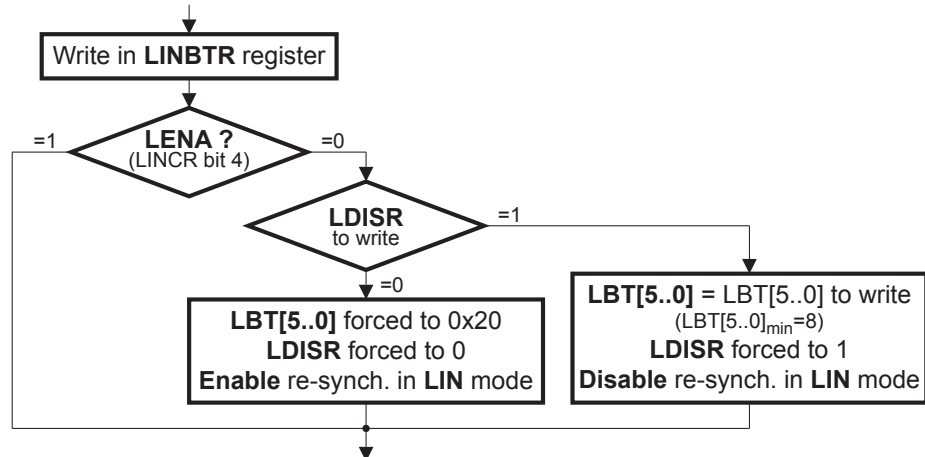 Write in LINBTR register
=1
LENA ?
=0
(LINCR bit 4)
LDISR
to write
=1
=0
LBT[5..0] forced to 0x20
LDISR forced to 0
Enable re-synch. in LIN mode
LBT[5..0] = LBT[5..0] to write
(LBT[5..0]min=8)
LDISR forced to 1
Disable re-synch. in LIN mode